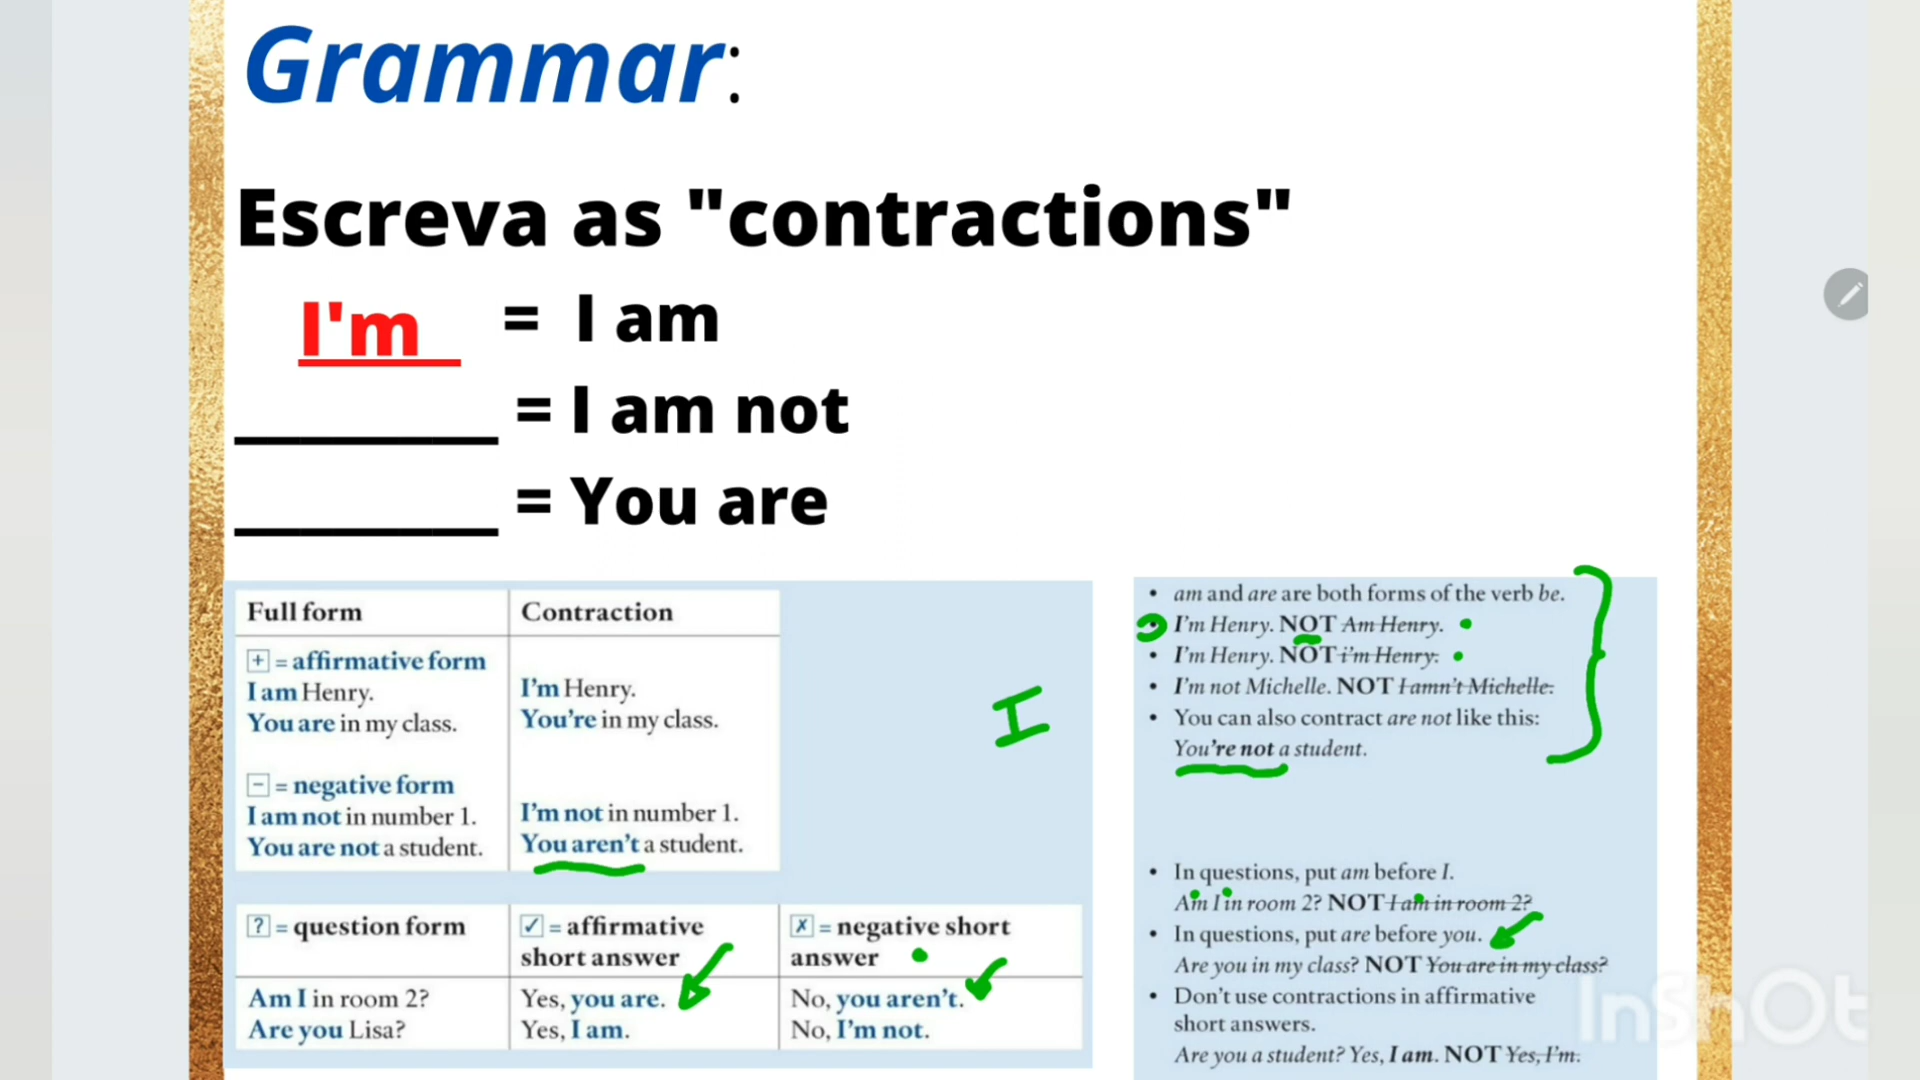 Grammar:
Escreva as "contractions"
I'm = I am
= I am not
= You are
Full form
Contraction
+ = affirmative form
I am Henry.
I'm Henry.
You are in my class.
You're in my class.
- = negative form
I am not in number 1.
I'm not in number 1.
You are not a student.
You aren't a student.
? = question form
✓ = affirmative short answer
✗ = negative short answer
Am I in room 2?
Yes, you are.
No, you aren't.
Are you Lisa?
Yes, I am.
No, I'm not.
I
• am and are are both forms of the verb be.
• I'm Henry. NOT Am Henry.
• I'm Henry. NOT i'm Henry.
• I'm not Michelle. NOT I amn't Michelle.
• You can also contract are not like this:
You're not a student.
• In questions, put am before I.
Am I in room 2? NOT I am in room 2?
• In questions, put are before you.
Are you in my class? NOT You are in my class?
• Don't use contractions in affirmative
short answers.
Are you a student? Yes, I am. NOT Yes, I'm.
InShOt